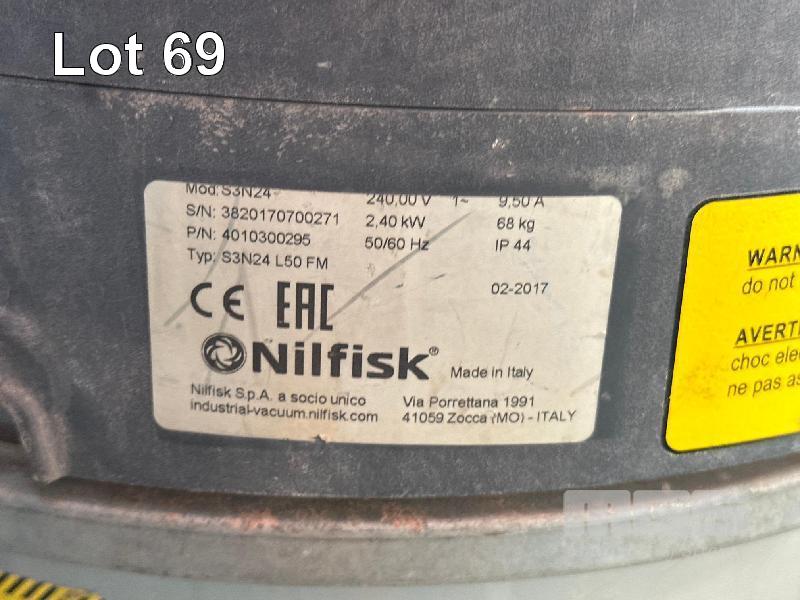 Lot 69
Mod: S3N24 240,00 V 1~ 9,50 A
S/N: 3820170700271 2,40 kW 68 kg
P/N: 4010300295 50/60 Hz IP 44
Typ: S3N24 L50 FM
02-2017
CE EAC
Nilfisk® Made in Italy
Nilfisk S.p.A. a socio unico Via Porrettana 1991
industrial-vacuum.nilfisk.com 41059 Zocca (MO) - ITALY
WARN
do not
AVERTI
choc elec
ne pas as